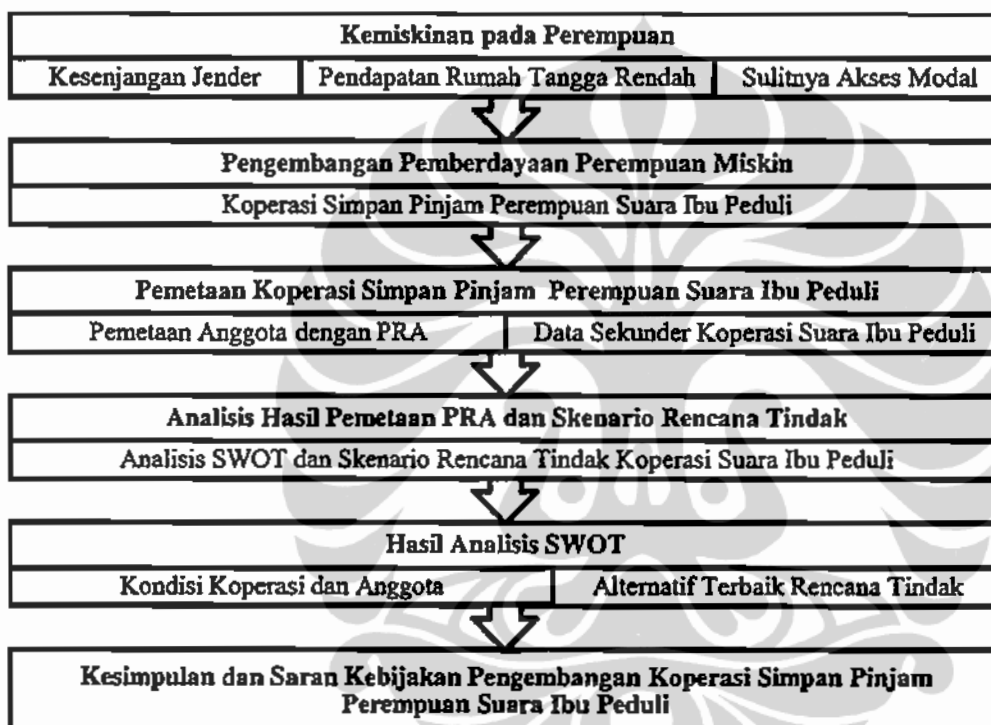 Kemiskinan pada Perempuan
Kesenjangan Jender
Pendapatan Rumah Tangga Rendah
Sulitnya Akses Modal
Pengembangan Pemberdayaan Perempuan Miskin
Koperasi Simpan Pinjam Perempuan Suara Ibu Peduli
Pemetaan Koperasi Simpan Pinjam Perempuan Suara Ibu Peduli
Pemetaan Anggota dengan PRA
Data Sekunder Koperasi Suara Ibu Peduli
Analisis Hasil Pemetaan PRA dan Skenario Rencana Tindak
Analisis SWOT dan Skenario Rencana Tindak Koperasi Suara Ibu Peduli
Hasil Analisis SWOT
Kondisi Koperasi dan Anggota
Alternatif Terbaik Rencana Tindak
Kesimpulan dan Saran Kebijakan Pengembangan Koperasi Simpan Pinjam
Perempuan Suara Ibu Peduli